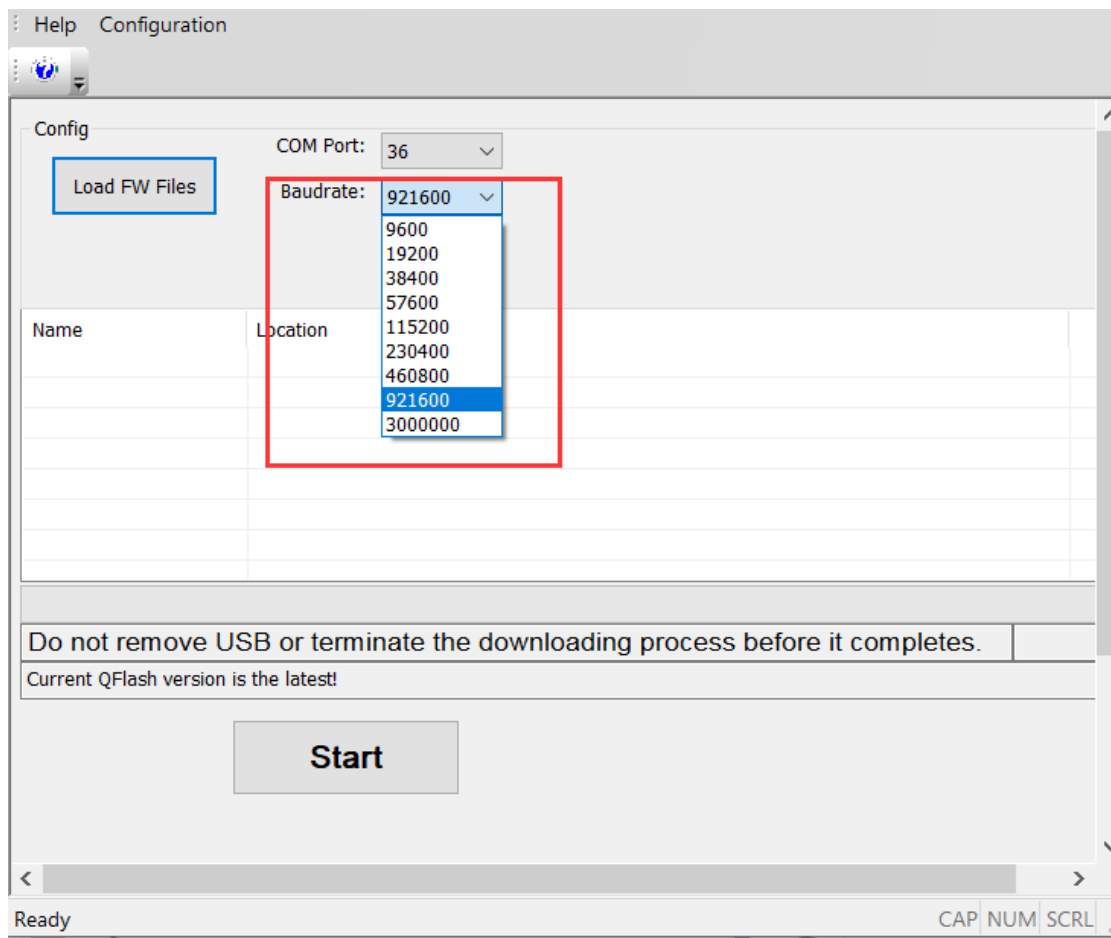 Help Configuration
Config
COM Port: 36
Load FW Files
Baudrate: 921600
9600
19200
38400
57600
115200
230400
460800
921600
3000000
Name Location
Do not remove USB or terminate the downloading process before it completes.
Current QFlash version is the latest!
Start
Ready CAP NUM SCRL